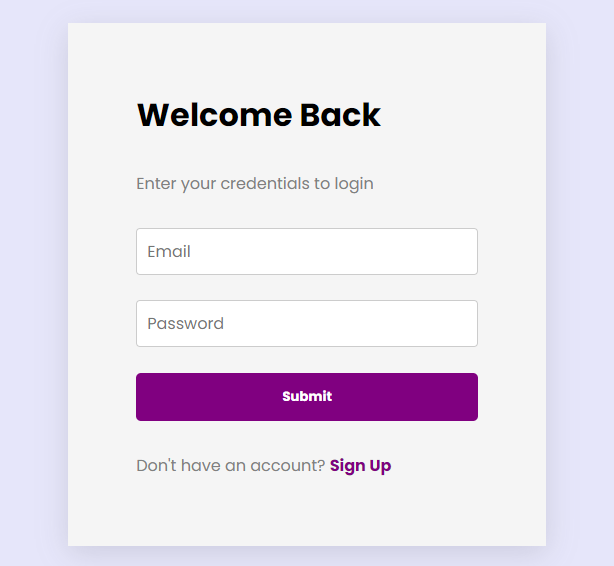 Welcome Back
Enter your credentials to login
Email
Password
Submit
Don't have an account? Sign Up